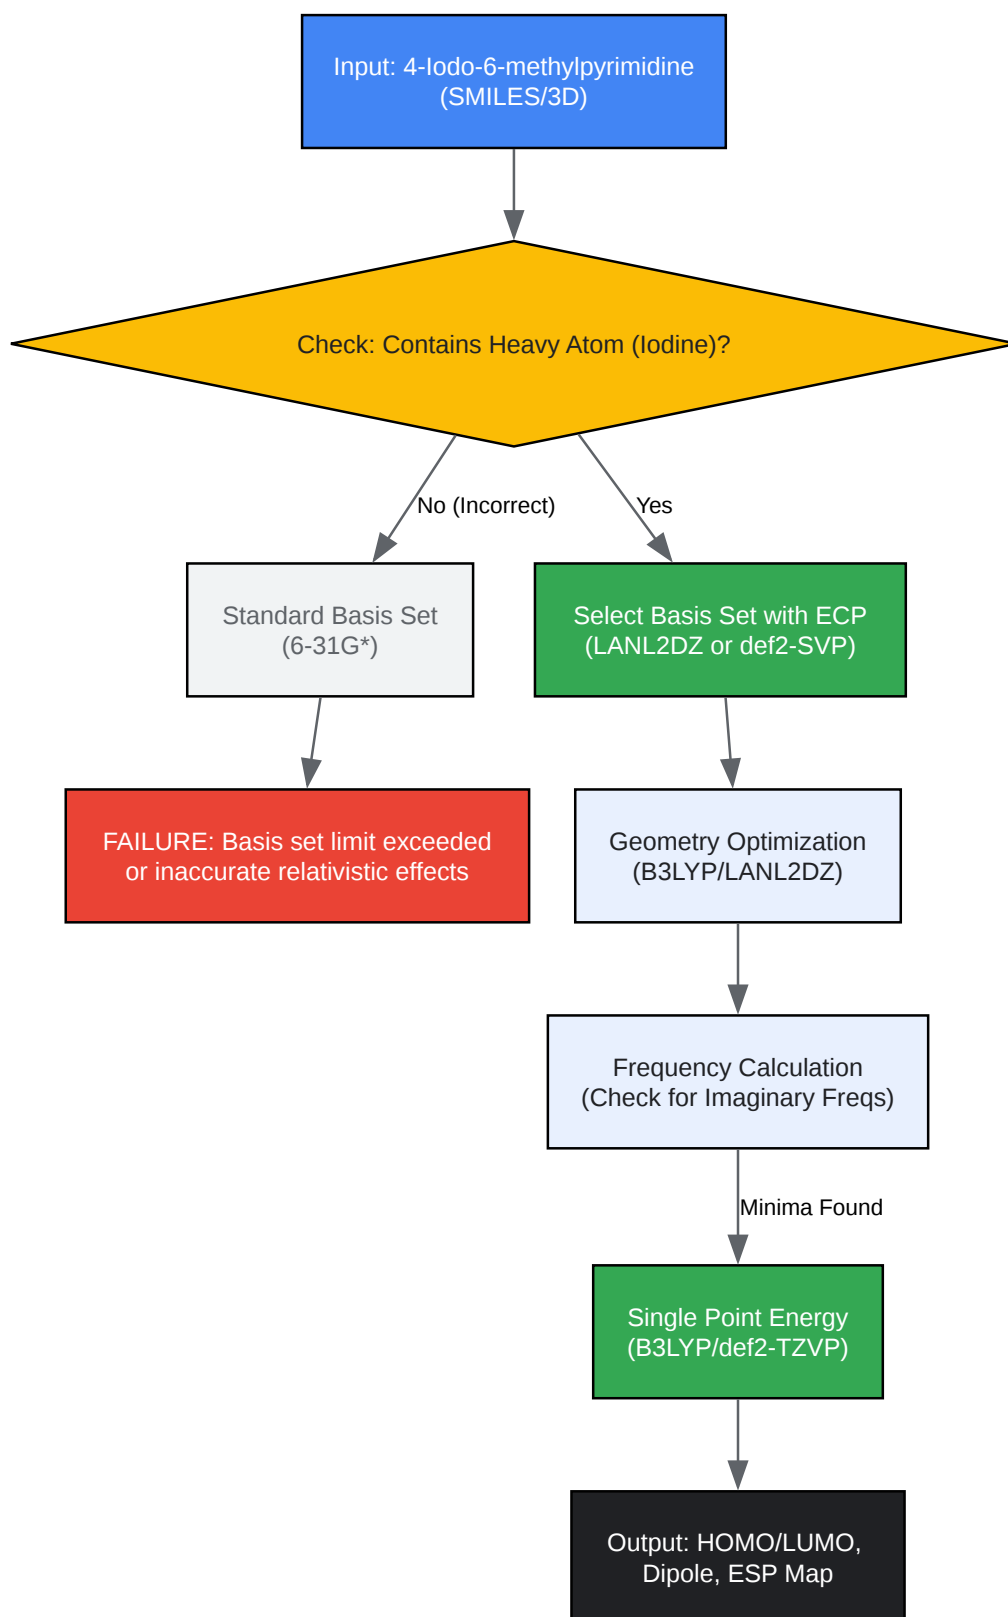 Input: 4-Iodo-6-methylpyrimidine
(SMILES/3D)
Check: Contains Heavy Atom (Iodine)?
No (Incorrect)
Yes
Standard Basis Set
(6-31G*)
Select Basis Set with ECP
(LANL2DZ or def2-SVP)
FAILURE: Basis set limit exceeded
or inaccurate relativistic effects
Geometry Optimization
(B3LYP/LANL2DZ)
Frequency Calculation
(Check for Imaginary Freqs)
Minima Found
Single Point Energy
(B3LYP/def2-TZVP)
Output: HOMO/LUMO,
Dipole, ESP Map